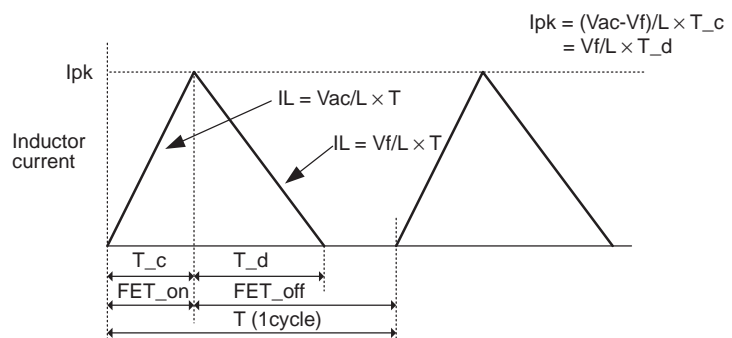 Ipk = (Vac-Vf)/L × T_c
= Vf/L × T_d
Ipk
IL = Vac/L × T
Inductor
current
IL = Vf/L × T
T_c
T_d
FET_on
FET_off
T (1cycle)